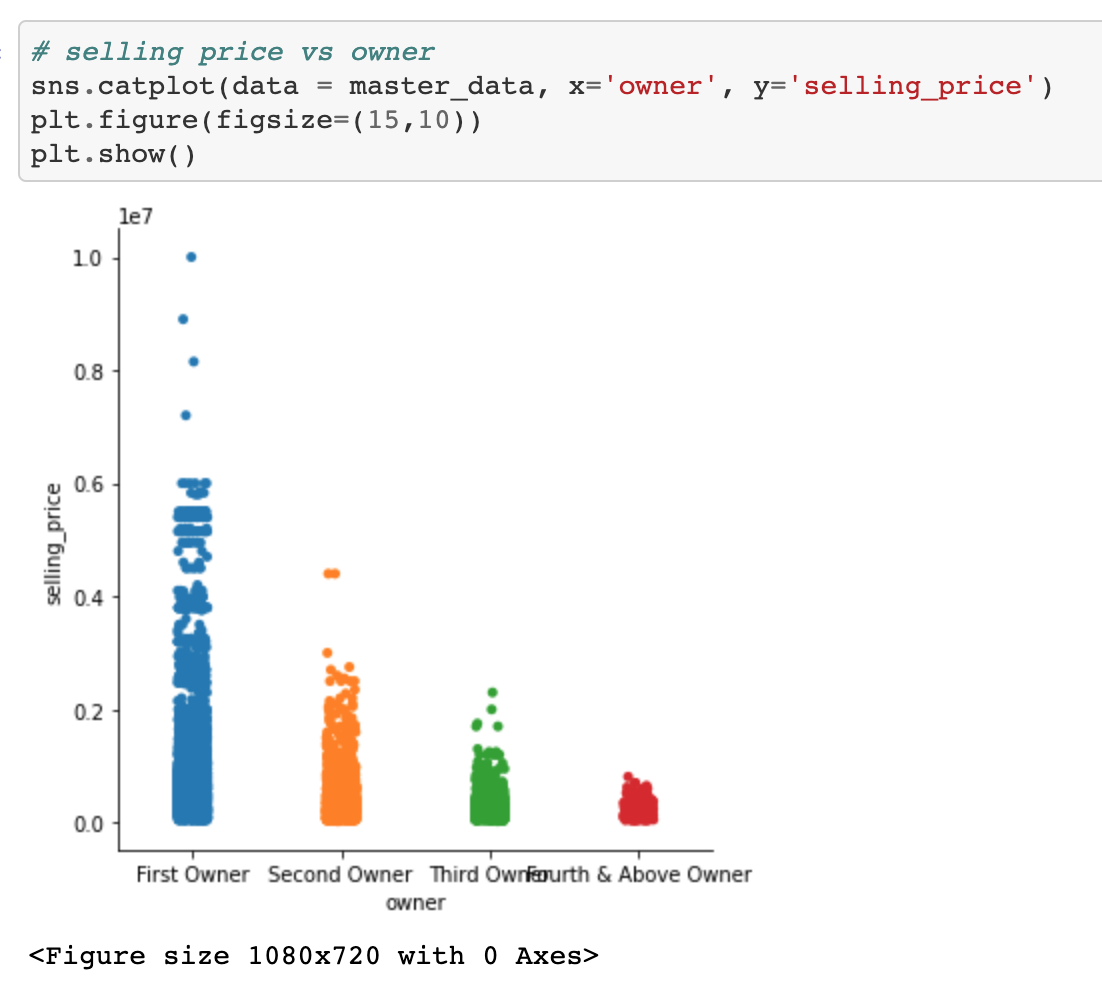 # selling price vs owner
sns.catplot(data = master_data, x='owner', y='selling_price')
plt.figure(figsize=(15,10))
plt.show()
1e7
1.0
0.8
0.6
0.4
0.2
0.0
selling_price
First Owner Second Owner Third Owner Fourth & Above Owner
owner
<Figure size 1080x720 with 0 Axes>